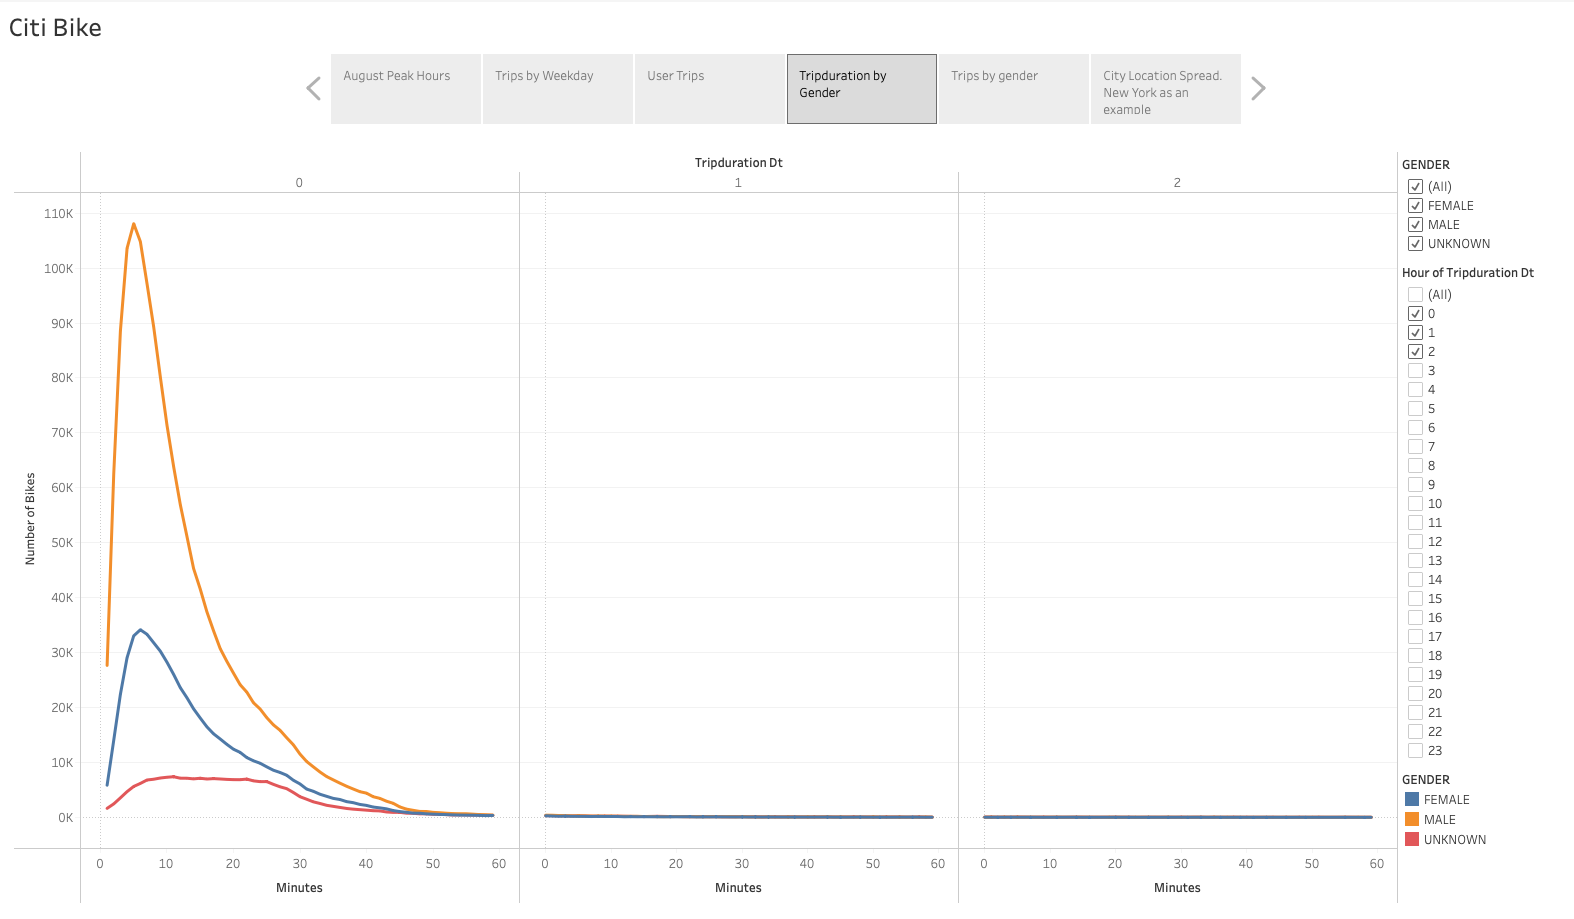 Citi Bike
August Peak Hours
Trips by Weekday
User Trips
Tripduration by
Gender
Trips by gender
City Location Spread.
New York as an
example
Tripduration Dt
0
1
2
110K
100K
90K
80K
70K
60K
50K
40K
30K
20K
10K
0K
Number of Bikes
0 10 20 30 40 50 60
Minutes
0 10 20 30 40 50 60
Minutes
0 10 20 30 40 50 60
Minutes
GENDER
(All)
FEMALE
MALE
UNKNOWN
Hour of Tripduration Dt
(All)
0
1
2
3
4
5
6
7
8
9
10
11
12
13
14
15
16
17
18
19
20
21
22
23
GENDER
FEMALE
MALE
UNKNOWN